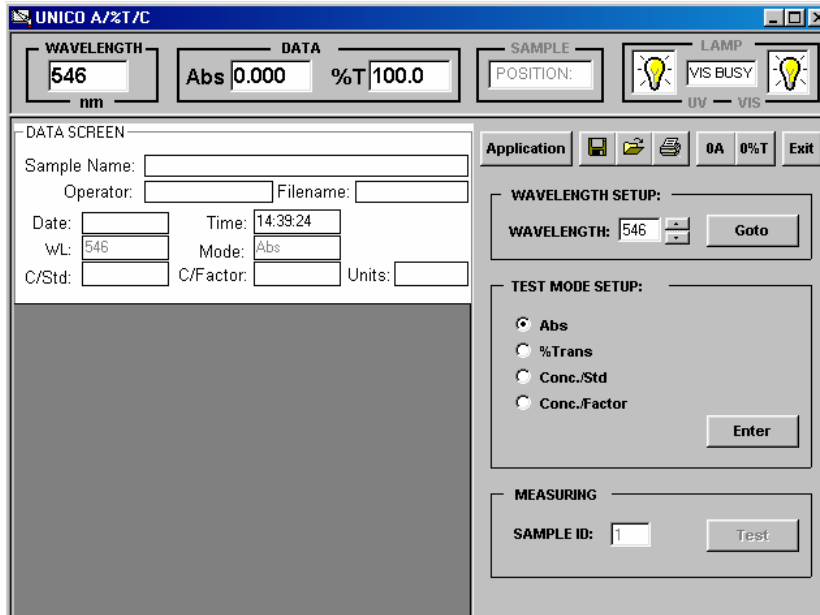 UNICO A/%T/C
WAVELENGTH DATA SAMPLE LAMP
546 Abs 0.000 %T 100.0 POSITION: VIS BUSY
nm UV VIS
DATA SCREEN
Application 0A 0%T Exit
Sample Name:
Operator: Filename:
Date: Time: 14:39:24
WL: 546 Mode: Abs
C/Std: C/Factor: Units:
WAVELENGTH SETUP:
WAVELENGTH: 546 Goto
TEST MODE SETUP:
Abs
%Trans
Conc./Std
Conc./Factor
Enter
MEASURING
SAMPLE ID: 1 Test